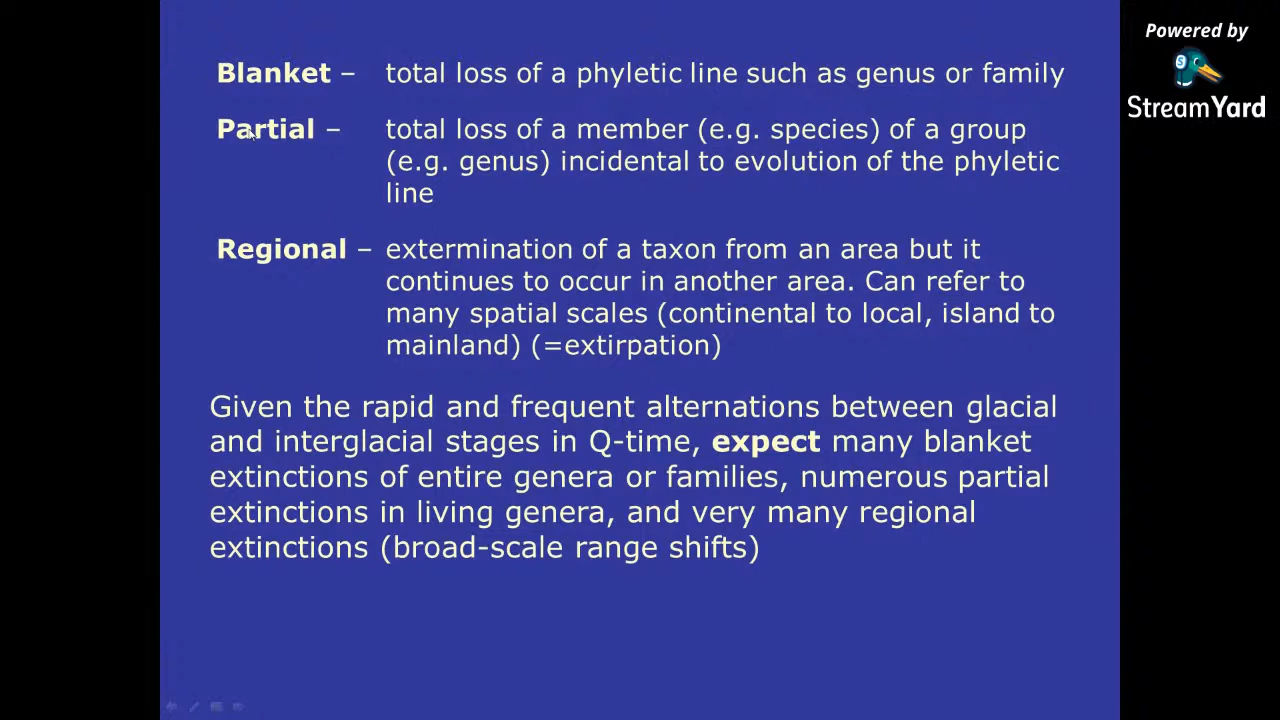 Powered by
StreamYard
Blanket – total loss of a phyletic line such as genus or family
Partial – total loss of a member (e.g. species) of a group
(e.g. genus) incidental to evolution of the phyletic
line
Regional – extermination of a taxon from an area but it
continues to occur in another area. Can refer to
many spatial scales (continental to local, island to
mainland) (=extirpation)
Given the rapid and frequent alternations between glacial
and interglacial stages in Q-time, expect many blanket
extinctions of entire genera or families, numerous partial
extinctions in living genera, and very many regional
extinctions (broad-scale range shifts)